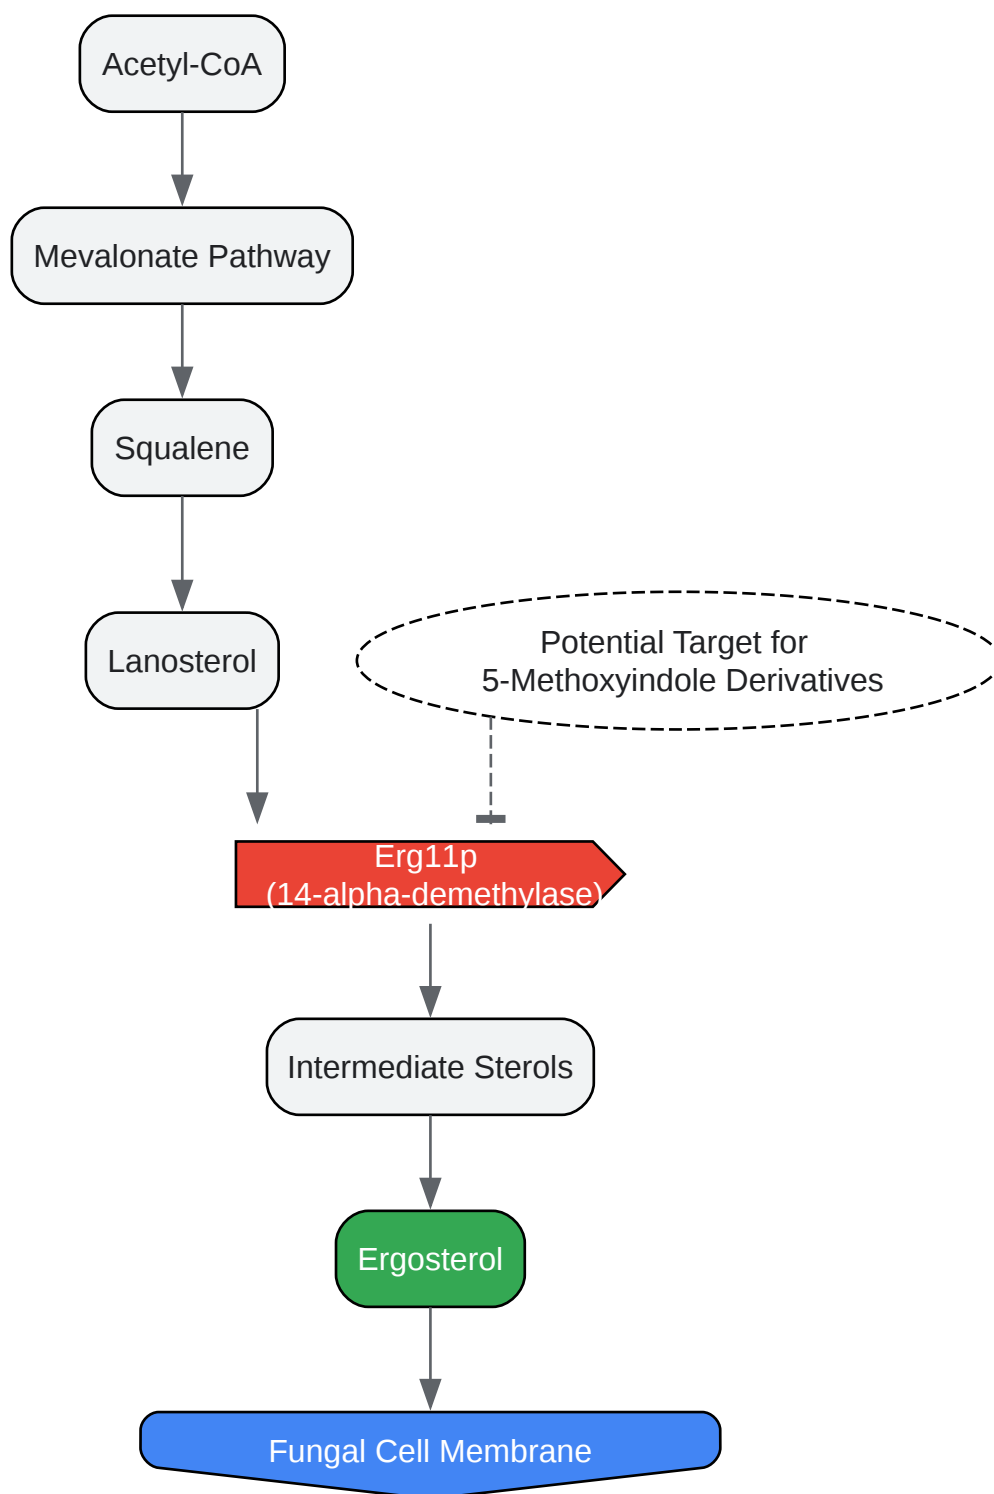 Acetyl-CoA
Mevalonate Pathway
Squalene
Lanosterol
Potential Target for
5-Methoxyindole Derivatives
Erg11p
(14-alpha-demethylase)
Intermediate Sterols
Ergosterol
Fungal Cell Membrane